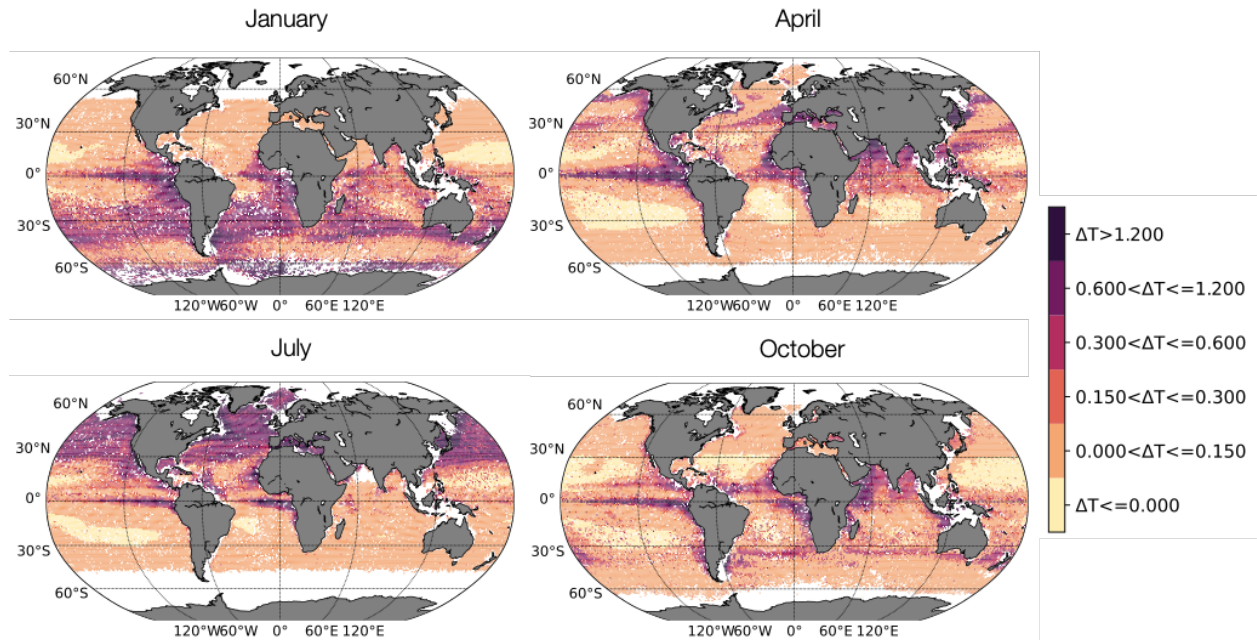 January
April
60°N
30°N
0°
30°S
60°S
120°W60°W 0° 60°E 120°E
60°N
30°N
0°
30°S
60°S
120°W60°W 0° 60°E 120°E
ΔT>1.200
0.600<ΔT<=1.200
0.300<ΔT<=0.600
0.150<ΔT<=0.300
0.000<ΔT<=0.150
ΔT<=0.000
July
October
60°N
30°N
0°
30°S
60°S
120°W60°W 0° 60°E 120°E
60°N
30°N
0°
30°S
60°S
120°W60°W 0° 60°E 120°E